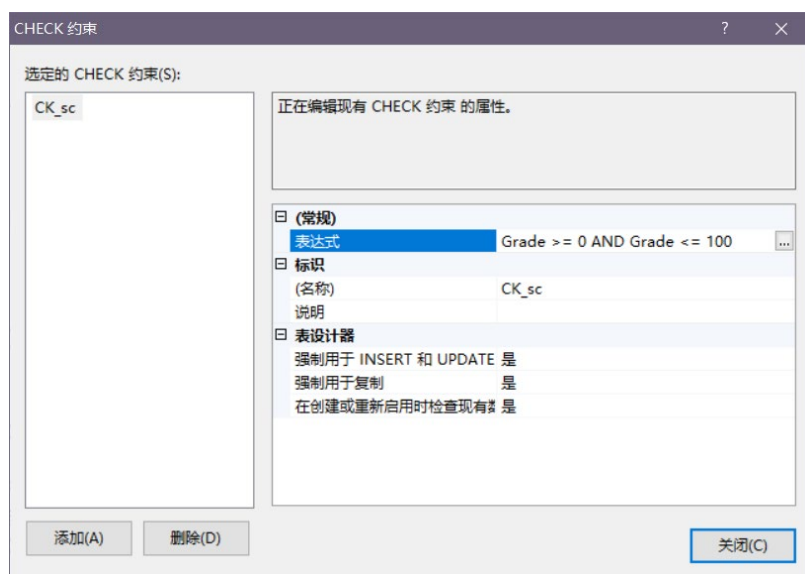 CHECK 约束
选定的 CHECK 约束(S):
CK_sc
正在编辑现有 CHECK 约束 的属性。
(常规)
表达式 Grade >= 0 AND Grade <= 100 ...
标识
(名称) CK_sc
说明
表设计器
强制用于 INSERT 和 UPDATE 是
强制用于复制 是
在创建或重新启用时检查现有 是
添加(A) 删除(D)
关闭(C)